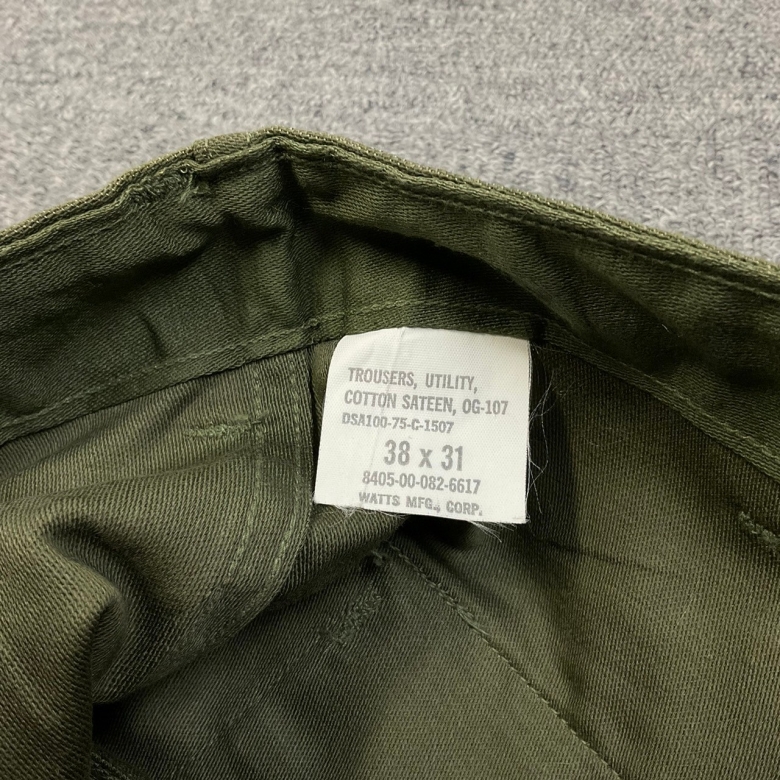 TROUSERS, UTILITY,
COTTON SATEEN, OG-107
DSA100-75-C-1507
38 x 31
8405-00-082-6617
WATTS MFG., CORP.